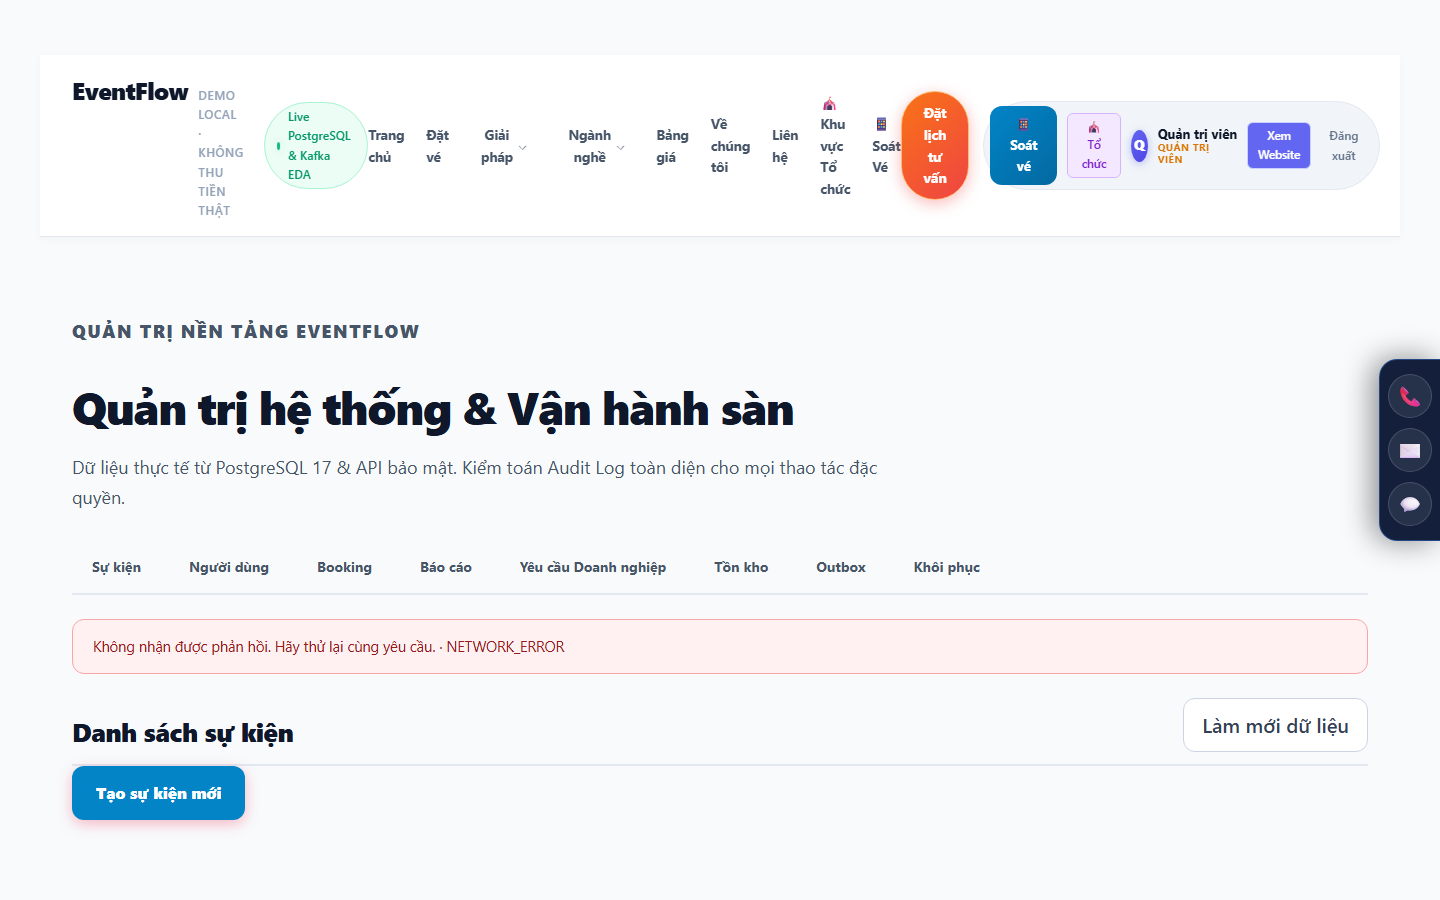 EventFlow
DEMO
LOCAL
·
KHÔNG
THU
TIỀN
THẬT
Live
PostgreSQL
& Kafka
EDA
Trang
chủ
Đặt
vé
Giải
pháp
Ngành
nghề
Bảng
giá
Về
chúng
tôi
Liên
hệ
Khu
vực
Tổ
chức
Soát
Vé
Đặt
lịch
tư
vấn
Soát
vé
Tổ
chức
Q
Quản trị viên
QUẢN TRỊ
VIÊN
Xem
Website
Đăng
xuất
QUẢN TRỊ NỀN TẢNG EVENTFLOW
Quản trị hệ thống & Vận hành sàn
Dữ liệu thực tế từ PostgreSQL 17 & API bảo mật. Kiểm toán Audit Log toàn diện cho mọi thao tác đặc
quyền.
Sự kiện
Người dùng
Booking
Báo cáo
Yêu cầu Doanh nghiệp
Tồn kho
Outbox
Khôi phục
Không nhận được phản hồi. Hãy thử lại cùng yêu cầu. · NETWORK_ERROR
Danh sách sự kiện
Làm mới dữ liệu
Tạo sự kiện mới